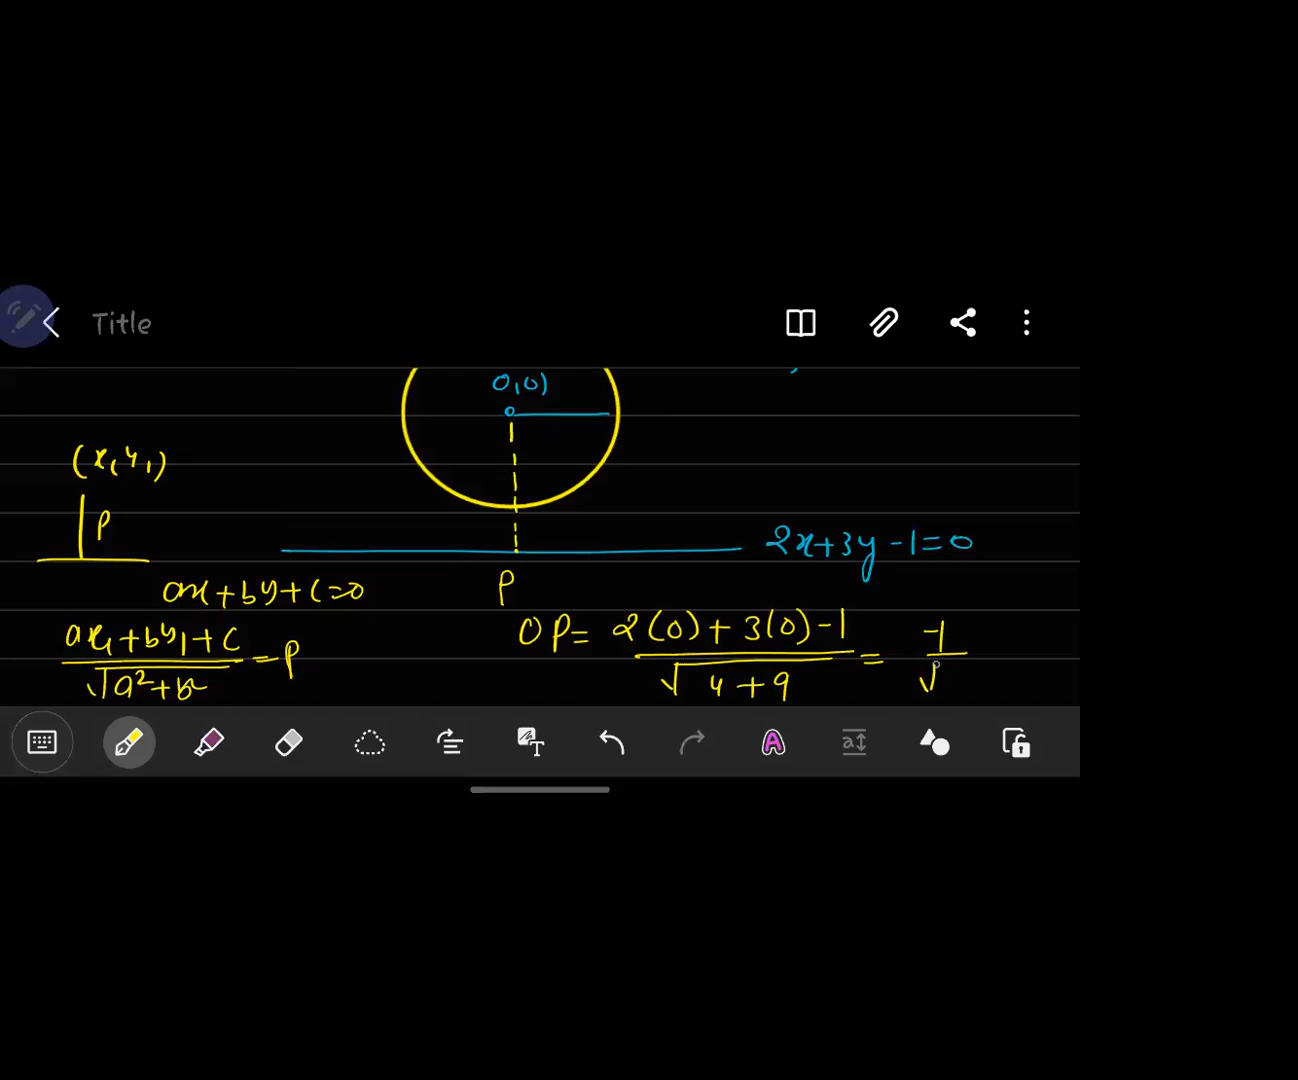 Title
0,0)
(x₁ y₁)
P
2x+3y-1=0
ax+by+c=0
P
ax₁+by₁+c / √a²+b² = P
OP = 2(0)+3(0)-1 / √4+9 = -1 / √